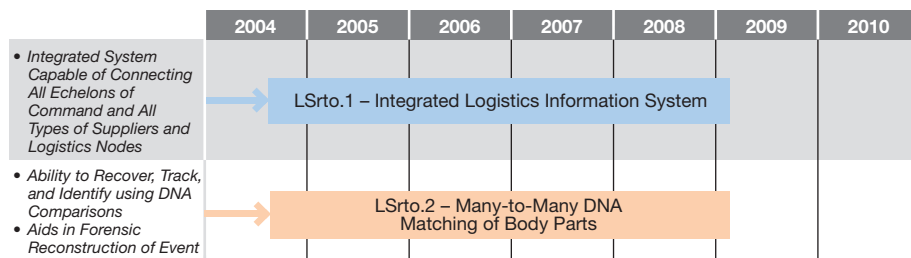 2004 2005 2006 2007 2008 2009 2010
• Integrated System
Capable of Connecting
All Echelons of
Command and All
Types of Suppliers and
Logistics Nodes
LSrto.1 – Integrated Logistics Information System
• Ability to Recover, Track,
and Identify using DNA
Comparisons
• Aids in Forensic
Reconstruction of Event
LSrto.2 – Many-to-Many DNA
Matching of Body Parts